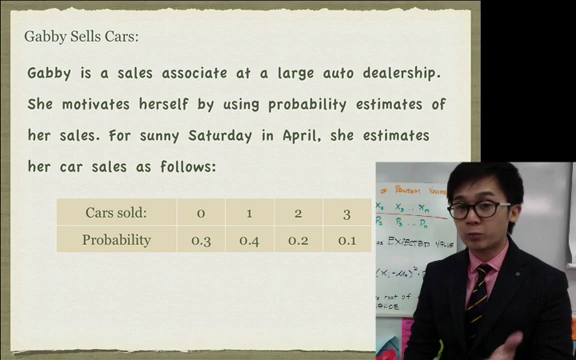 Gabby Sells Cars:
Gabby is a sales associate at a large auto dealership.
She motivates herself by using probability estimates of
her sales. For sunny Saturday in April, she estimates
her car sales as follows:
Cars sold: 0 1 2 3
Probability 0.3 0.4 0.2 0.1
EXPECTED VALUE